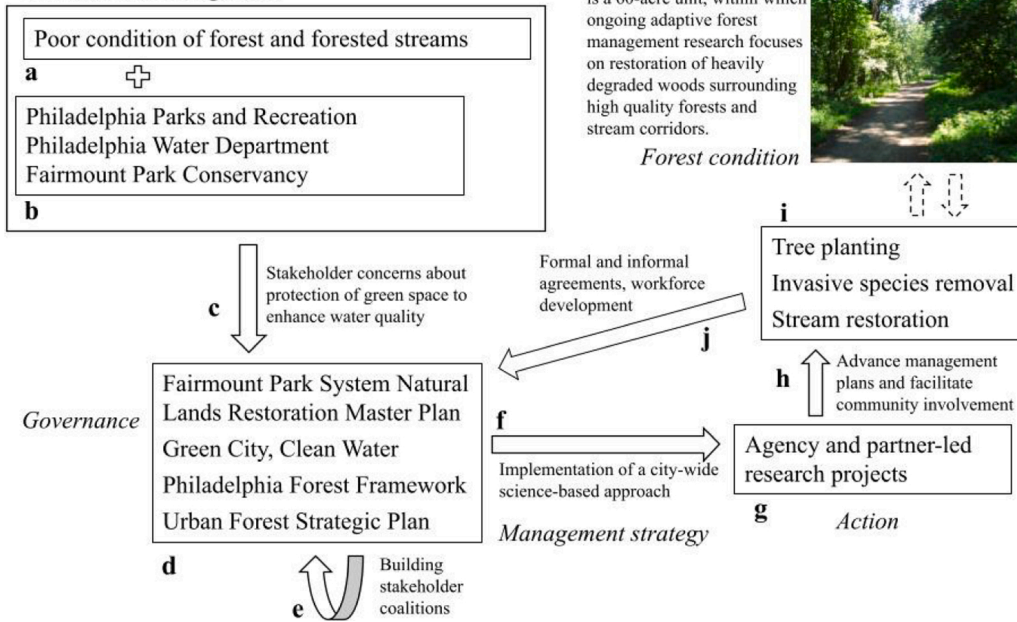 Poor condition of forest and forested streams
a
Philadelphia Parks and Recreation
Philadelphia Water Department
Fairmount Park Conservancy
b
is a 60-acre unit, within which
ongoing adaptive forest
management research focuses
on restoration of heavily
degraded woods surrounding
high quality forests and
stream corridors.
Forest condition
c
Stakeholder concerns about
protection of green space to
enhance water quality
Formal and informal
agreements, workforce
development
j
i
Tree planting
Invasive species removal
Stream restoration
h
Advance management
plans and facilitate
community involvement
Governance
Fairmount Park System Natural
Lands Restoration Master Plan
Green City, Clean Water
Philadelphia Forest Framework
Urban Forest Strategic Plan
d
f
Implementation of a city-wide
science-based approach
Management strategy
Agency and partner-led
research projects
g
Action
e
Building
stakeholder
coalitions